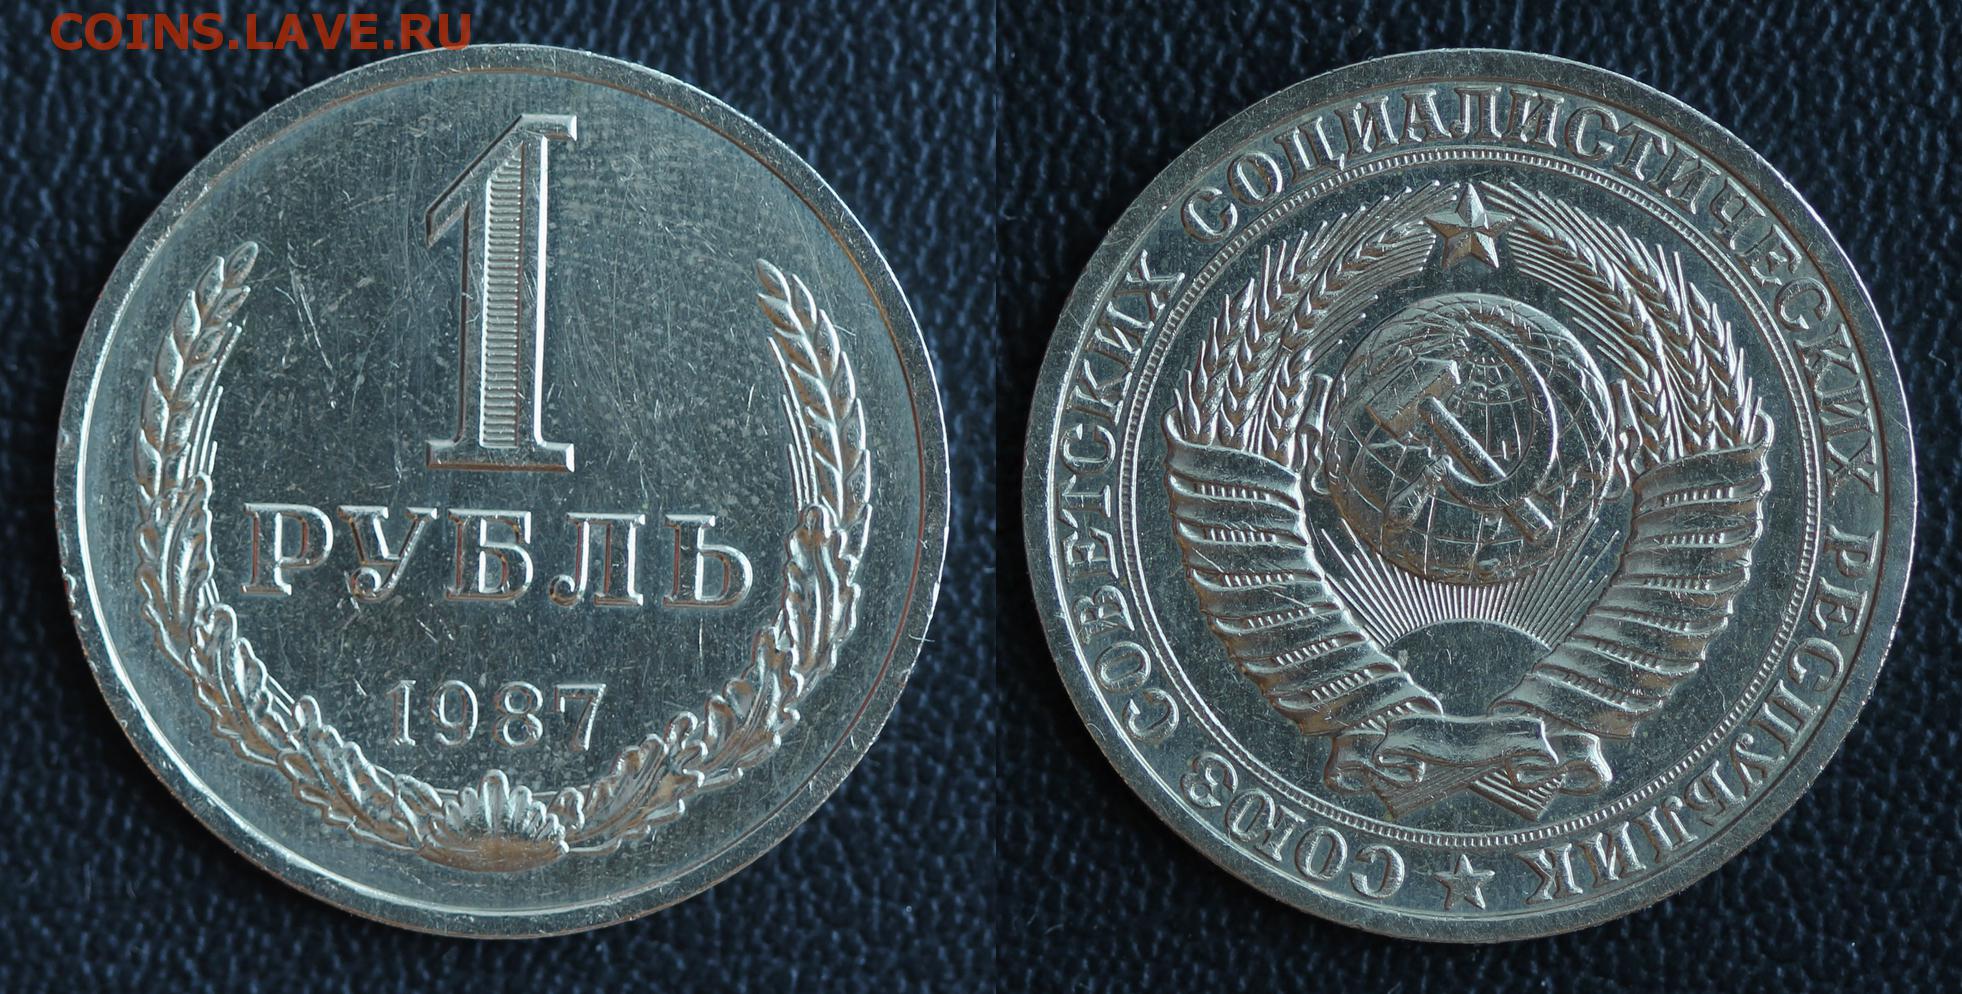 COINS.LAVE.RU
1
РУБЛЬ
1987
СОЮЗ СОВЕТСКИХ СОЦИАЛИСТИЧЕСКИХ РЕСПУБЛИК